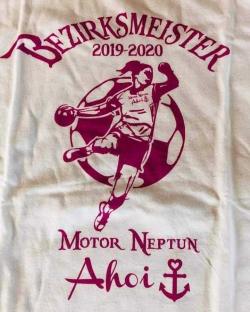 BEZIRKSMEISTER
2019-2020
MOTOR NEPTUN
Ahoi